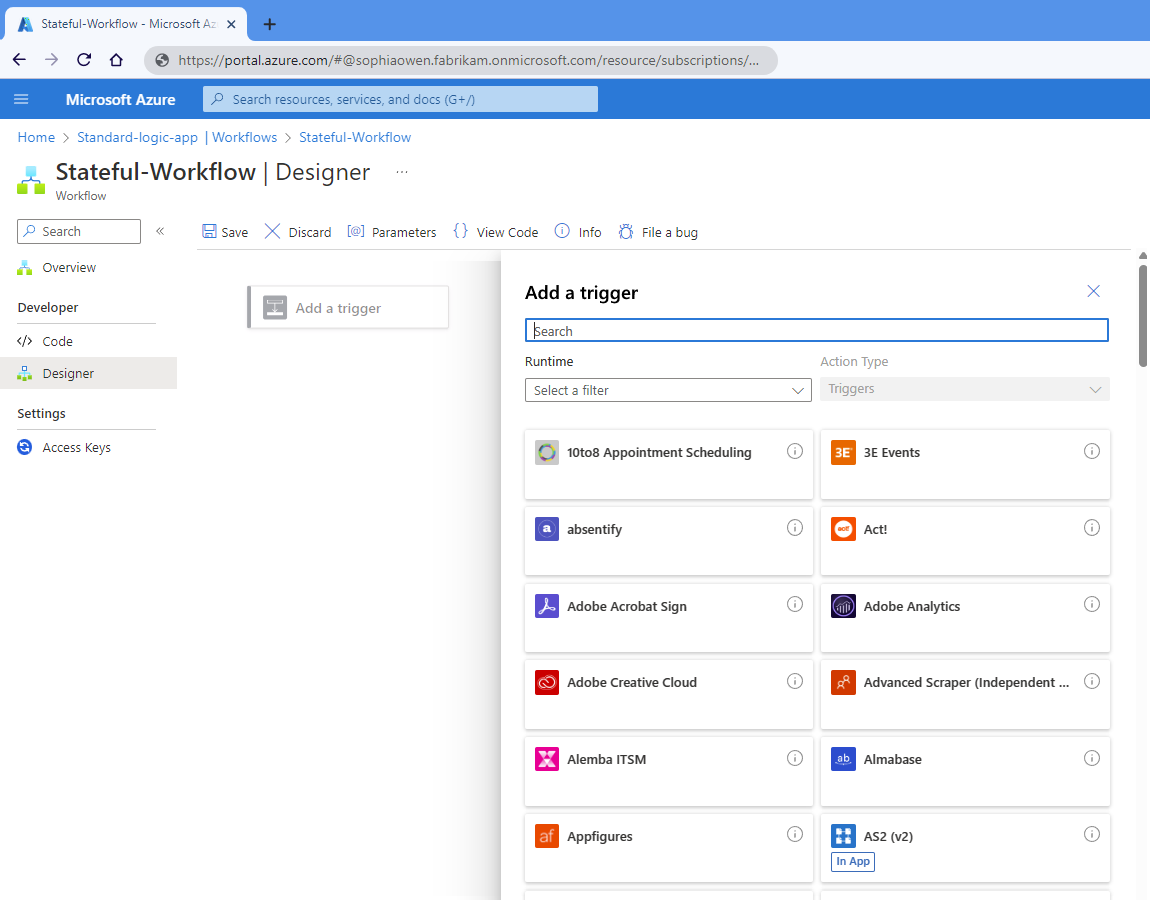 Stateful-Workflow - Microsoft Az
https://portal.azure.com/#@sophiaowen.fabrikam.onmicrosoft.com/resource/subscriptions/...
Microsoft Azure
Search resources, services, and docs (G+/)
Home > Standard-logic-app | Workflows > Stateful-Workflow
Stateful-Workflow | Designer ...
Workflow
Search
«
Save
Discard
Parameters
View Code
Info
File a bug
Overview
Developer
Code
Designer
Settings
Access Keys
Add a trigger
Add a trigger
Search
Runtime
Action Type
Select a filter
Triggers
10to8 Appointment Scheduling
3E
3E Events
a
absentify
act!
Act!
Adobe Acrobat Sign
Adobe Analytics
Adobe Creative Cloud
Advanced Scraper (Independent ...
Alemba ITSM
ab
Almabase
af
Appfigures
AS2 (v2)
In App